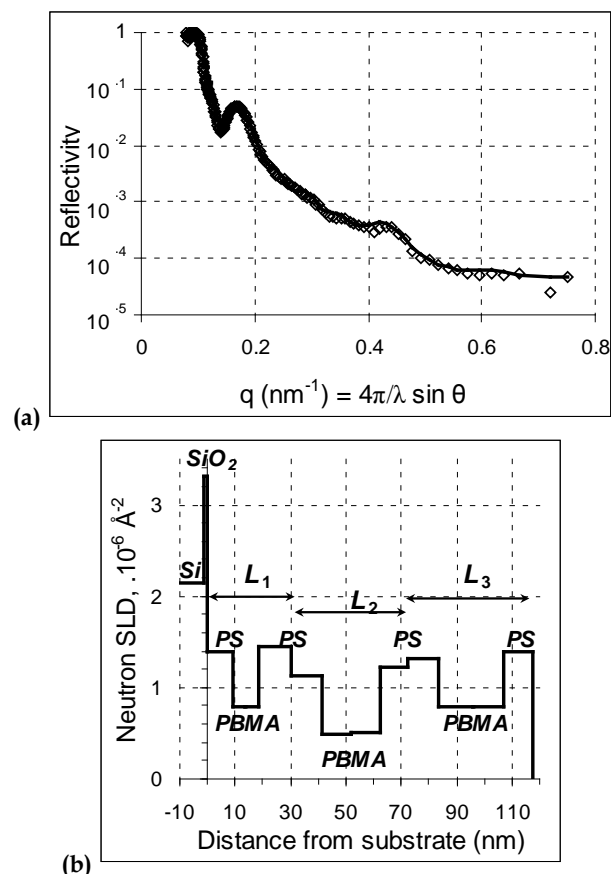 1
10 -1
10 -2
10 -3
10 -4
10 -5
Reflectivity
0 0.2 0.4 0.6 0.8
q (nm-1) = 4π/λ sin θ
(a)
SiO2
3
Si
L1
L2
L3
2
PS PS PS PS
1
PBMA
PBMA
PBMA
0
Neutron SLD, .10-6 Å-2
-10 10 30 50 70 90 110
Distance from substrate (nm)
(b)